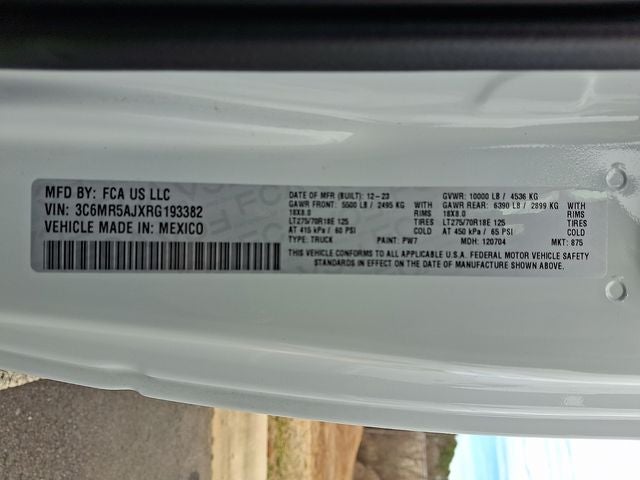 MFD BY: FCA US LLC
VIN: 3C6MR5AJXRG193382
VEHICLE MADE IN: MEXICO
DATE OF MFR (BUILT): 12-23 GVWR: 10000 LB / 4536 KG
GAWR FRONT: 5500 LB / 2495 KG WITH GAWR REAR: 6390 LB / 2899 KG WITH
18X8.0 RIMS 18X8.0 RIMS
LT275/70R18E 125 TIRES LT275/70R18E 125 TIRES
AT 415 kPa / 60 PSI COLD AT 450 kPa / 65 PSI COLD
TYPE: TRUCK PAINT: PW7 MDH: 120704 MKT: 875
THIS VEHICLE CONFORMS TO ALL APPLICABLE U.S.A. FEDERAL MOTOR VEHICLE SAFETY
STANDARDS IN EFFECT ON THE DATE OF MANUFACTURE SHOWN ABOVE.